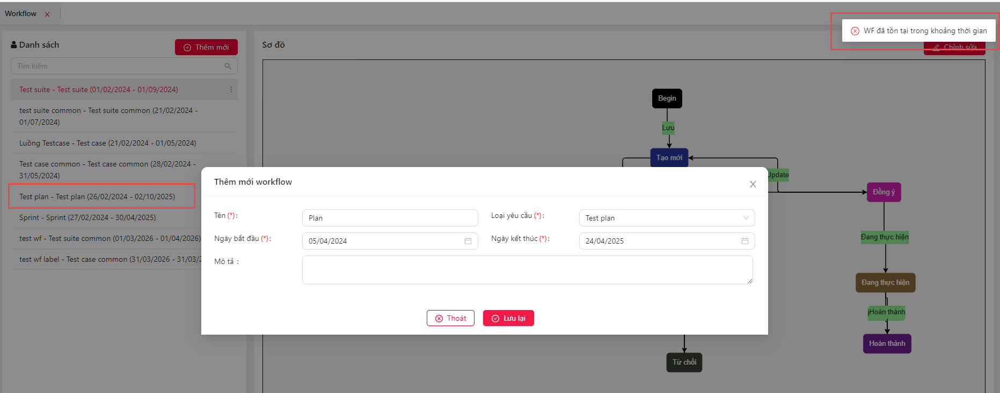 Workflow
WF đã tồn tại trong khoảng thời gian
Danh sách
Thêm mới
Sơ đồ
Chỉnh sửa
Tìm kiếm
Test suite - Test suite (01/02/2024 - 01/09/2024)
test suite common - Test suite common (21/02/2024 -
01/07/2024)
Luồng Testcase - Test case (21/02/2024 - 01/05/2024)
Test case common - Test case common (28/02/2024 -
31/05/2024)
Test plan - Test plan (26/02/2024 - 02/10/2025)
Sprint - Sprint (27/02/2024 - 30/04/2025)
test wf - Test suite common (01/03/2026 - 01/04/2026)
test wf label - Test case common (31/03/2026 - 31/03/2
Begin
Lưu
Tạo mới
Update
Đồng ý
Đang thực hiện
Đang thực hiện
Hoàn thành
Hoàn thành
Từ chối
Thêm mới workflow
Tên (*):
Plan
Loại yêu cầu (*):
Test plan
Ngày bắt đầu (*):
05/04/2024
Ngày kết thúc (*):
24/04/2025
Mô tả :
Thoát
Lưu lại